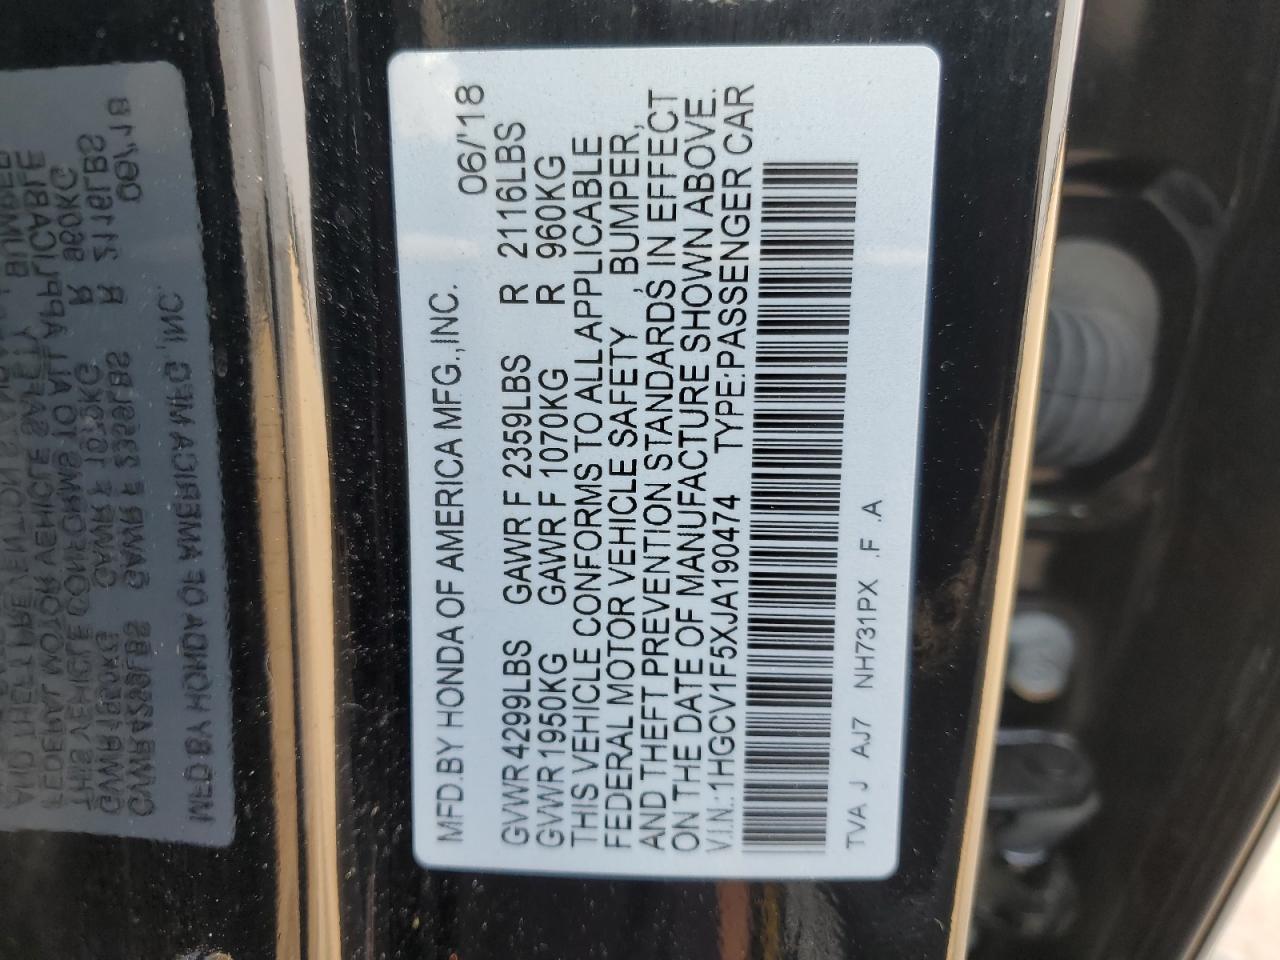 MFD.BY HONDA OF AMERICA MFG.,INC. 06/'18
GVWR 4299LBS GAWR F 2359LBS R 2116LBS
GVWR 1950KG GAWR F 1070KG R 960KG
THIS VEHICLE CONFORMS TO ALL APPLICABLE
FEDERAL MOTOR VEHICLE SAFETY, BUMPER,
AND THEFT PREVENTION STANDARDS IN EFFECT
ON THE DATE OF MANUFACTURE SHOWN ABOVE.
V.I.N.:1HGCV1F5XJA190474 TYPE:PASSENGER CAR
TVA J AJ7 NH731PX .F .A